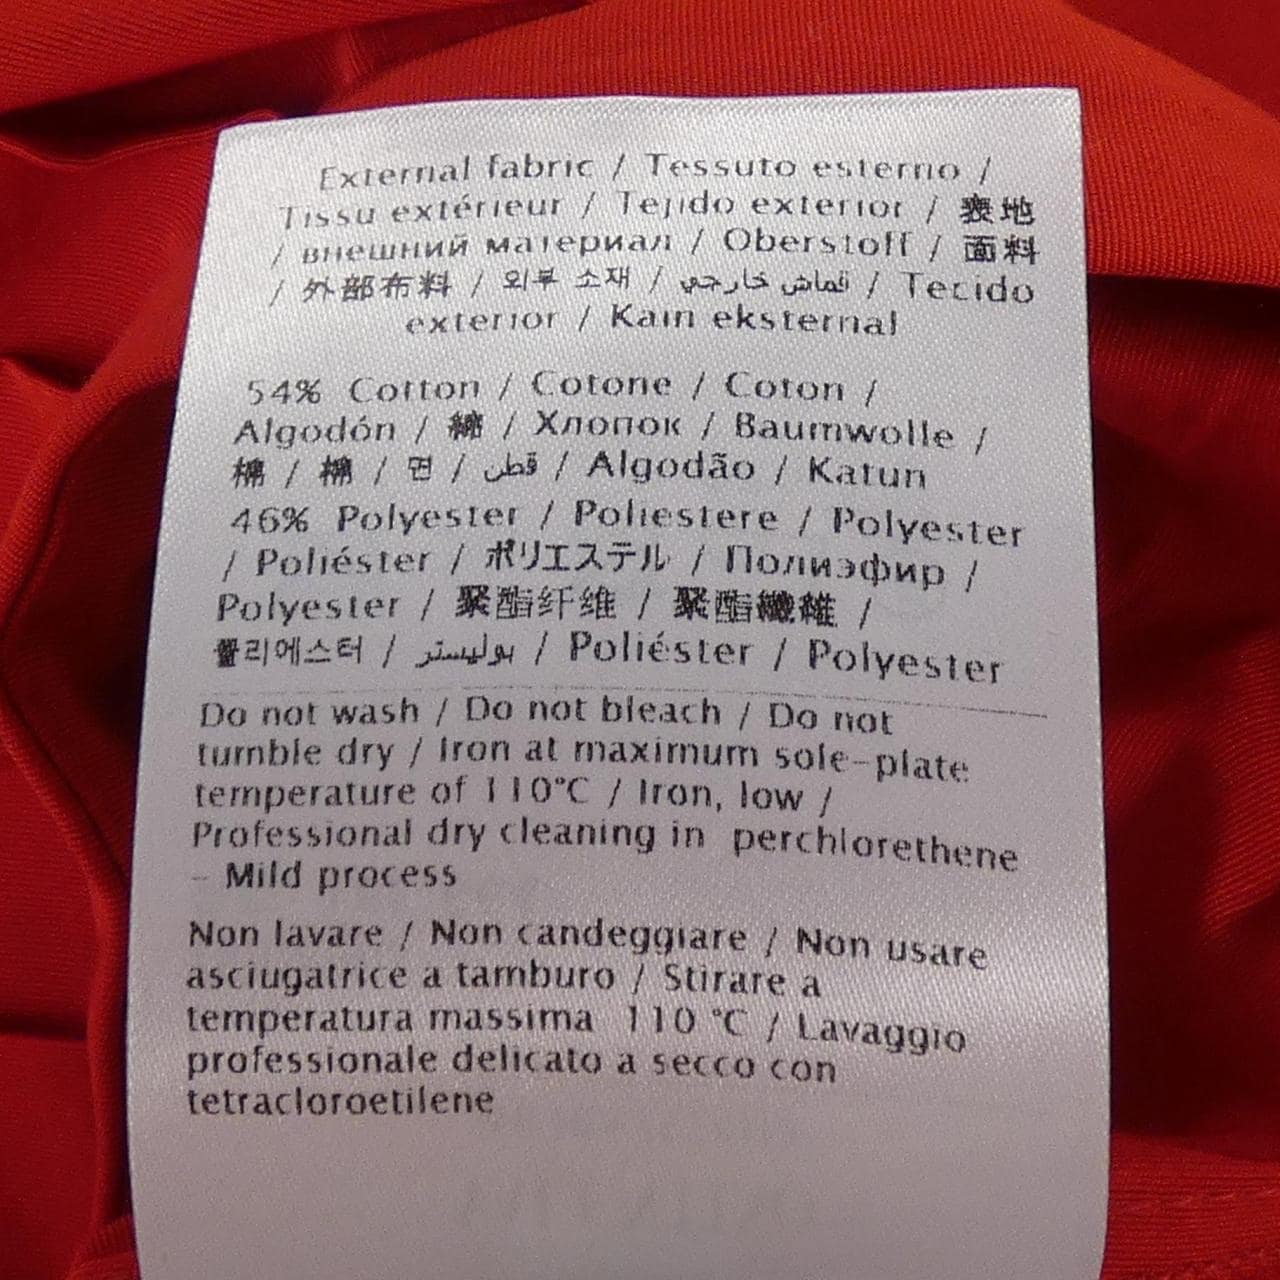 External fabric / Tessuto esterno /
Tissu extérieur / Tejido exterior / 表地
/ внешний материал / Oberstoff / 面料
/ 外部布料 / 외부 소재 / قماش خارجي / Tecido
exterior / Kain eksternal
54% Cotton / Cotone / Coton /
Algodón / 綿 / Хлопок / Baumwolle /
棉 / 棉 / 면 / قطن / Algodão / Katun
46% Polyester / Poliestere / Polyester
/ Poliéster / ポリエステル / Полиэфир /
Polyester / 聚酯纤维 / 聚酯纖維 /
폴리에스터 / بوليستر / Poliéster / Polyester
Do not wash / Do not bleach / Do not
tumble dry / Iron at maximum sole-plate
temperature of 110°C / Iron, low /
Professional dry cleaning in perchlorethene
- Mild process
Non lavare / Non candeggiare / Non usare
asciugatrice a tamburo / Stirare a
temperatura massima 110 °C / Lavaggio
professionale delicato a secco con
tetracloroetilene